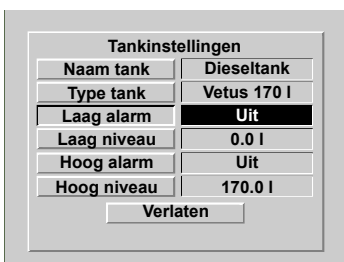 Tankinstellingen
Naam tank Dieseltank
Type tank Vetus 170 l
Laag alarm Uit
Laag niveau 0.0 l
Hoog alarm Uit
Hoog niveau 170.0 l
Verlaten